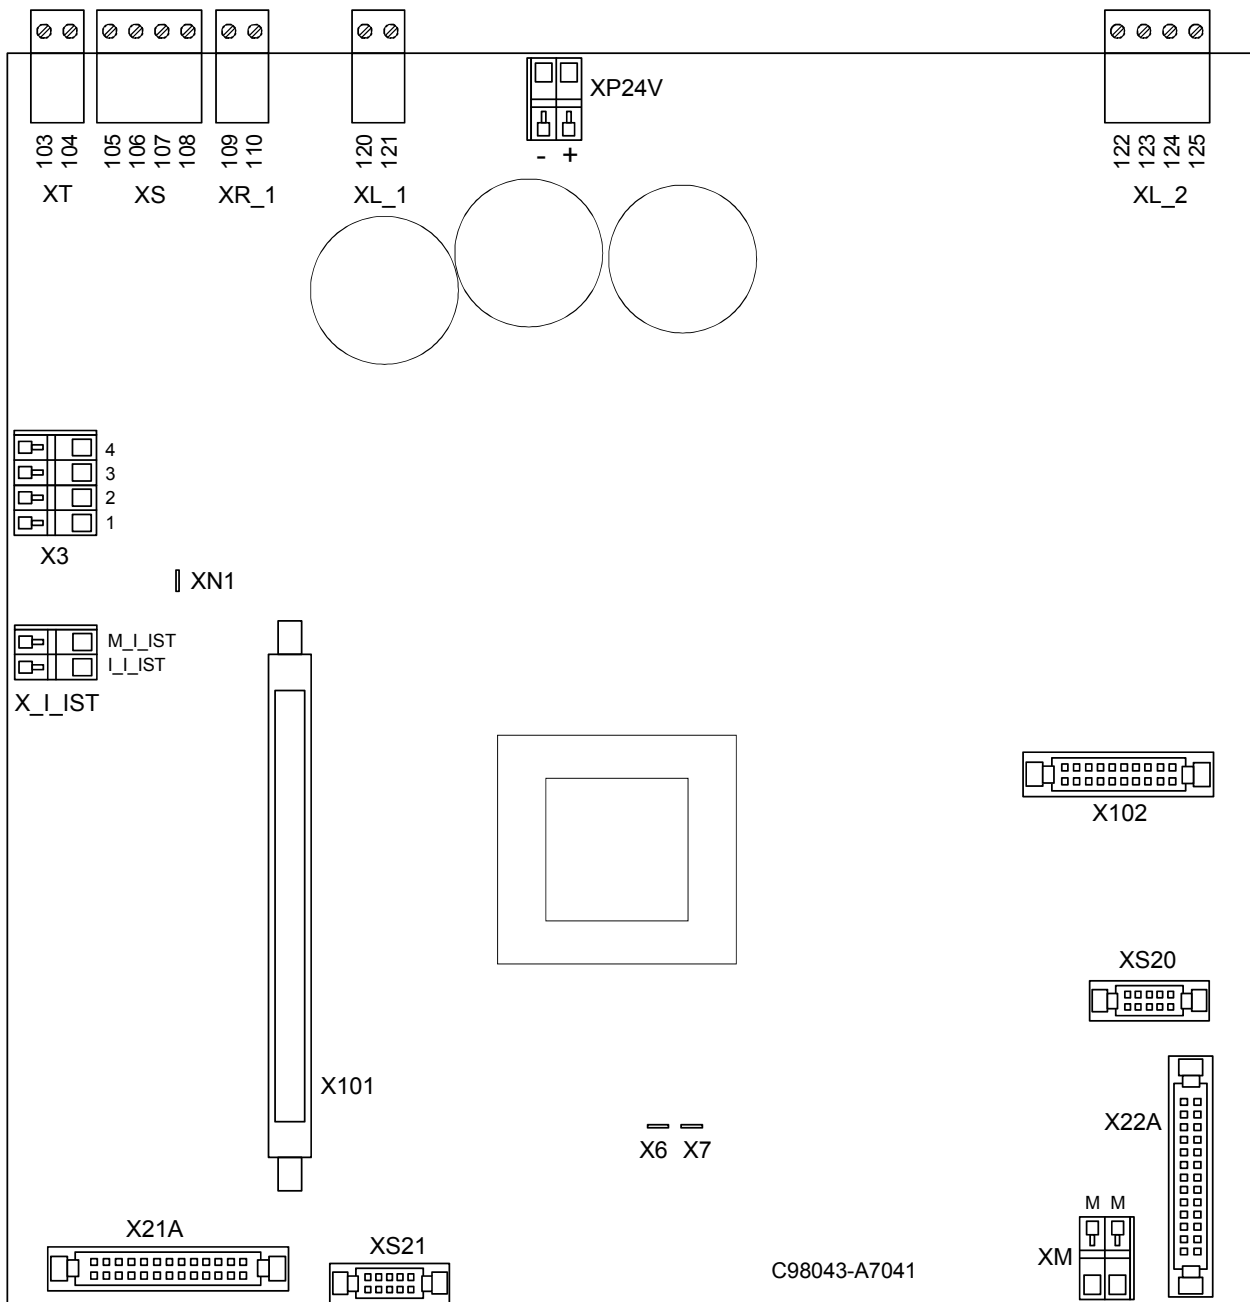 XP24V
- +
103 104 105 106 107 108 109 110 120 121 122 123 124 125
XT XS XR_1 XL_1 XL_2
4
3
2
1
X3
XN1
M_I_IST
I_I_IST
X_I_IST
X102
XS20
X101
X22A
X6 X7
M M
X21A
XS21
XM
C98043-A7041